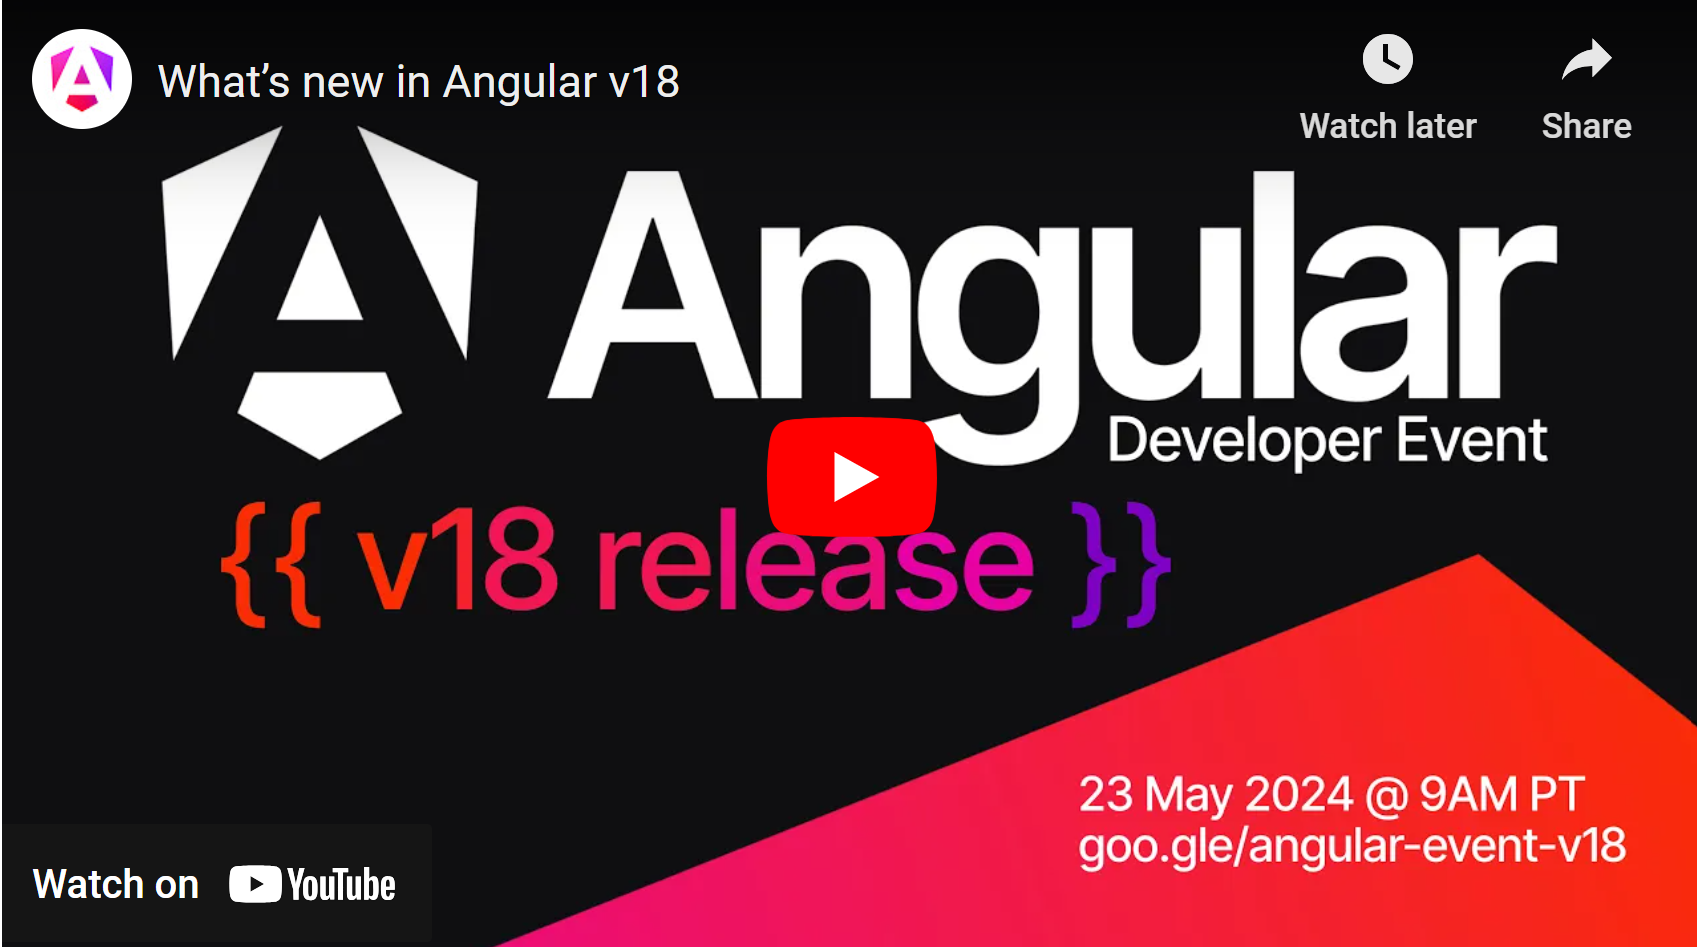 What’s new in Angular v18
Watch later
Share
Angular
Developer Event
{{ v18 release }}
23 May 2024 @ 9AM PT
goo.gle/angular-event-v18
Watch on YouTube